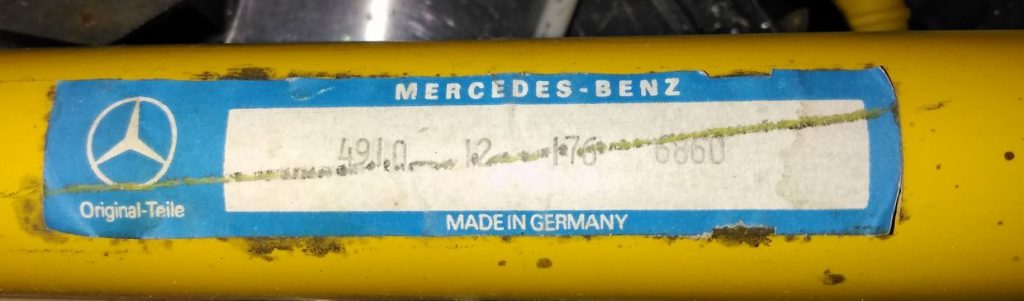 MERCEDES-BENZ
4910 12 176 6860
Original-Teile
MADE IN GERMANY